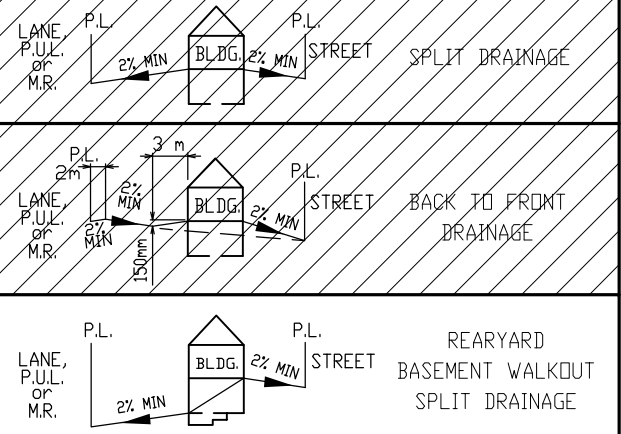 P.L.
P.L.
LANE,
P.U.L.
or
M.R.
2% MIN
BLDG.
2% MIN
STREET
SPLIT DRAINAGE
P.L.
3 m
2m
P.L.
LANE,
P.U.L.
or
M.R.
2%
MIN
2%
MIN
150mm
BLDG.
2% MIN
STREET
BACK TO FRONT
DRAINAGE
P.L.
P.L.
LANE,
P.U.L.
or
M.R.
2% MIN
BLDG.
2% MIN
STREET
REARYARD
BASEMENT WALKOUT
SPLIT DRAINAGE